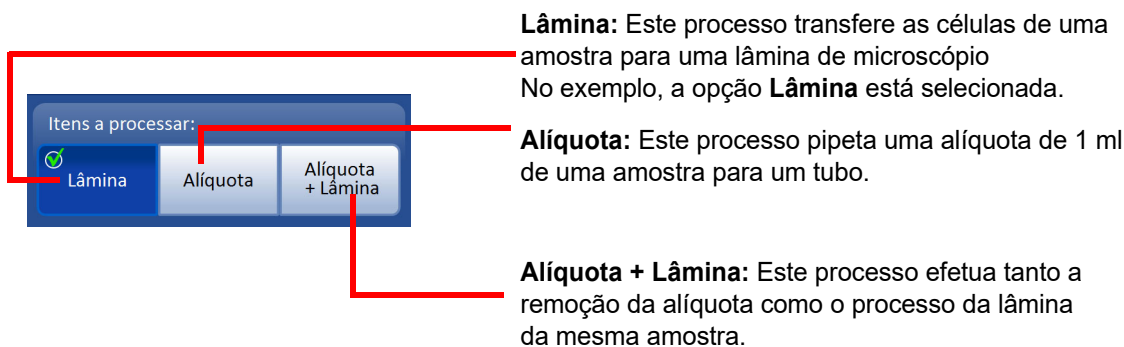 Lâmina: Este processo transfere as células de uma
amostra para uma lâmina de microscópio
No exemplo, a opção Lâmina está selecionada.
Itens a processar:
Lâmina
Alíquota
Alíquota
+ Lâmina
Alíquota: Este processo pipeta uma alíquota de 1 ml
de uma amostra para um tubo.
Alíquota + Lâmina: Este processo efetua tanto a
remoção da alíquota como o processo da lâmina
da mesma amostra.